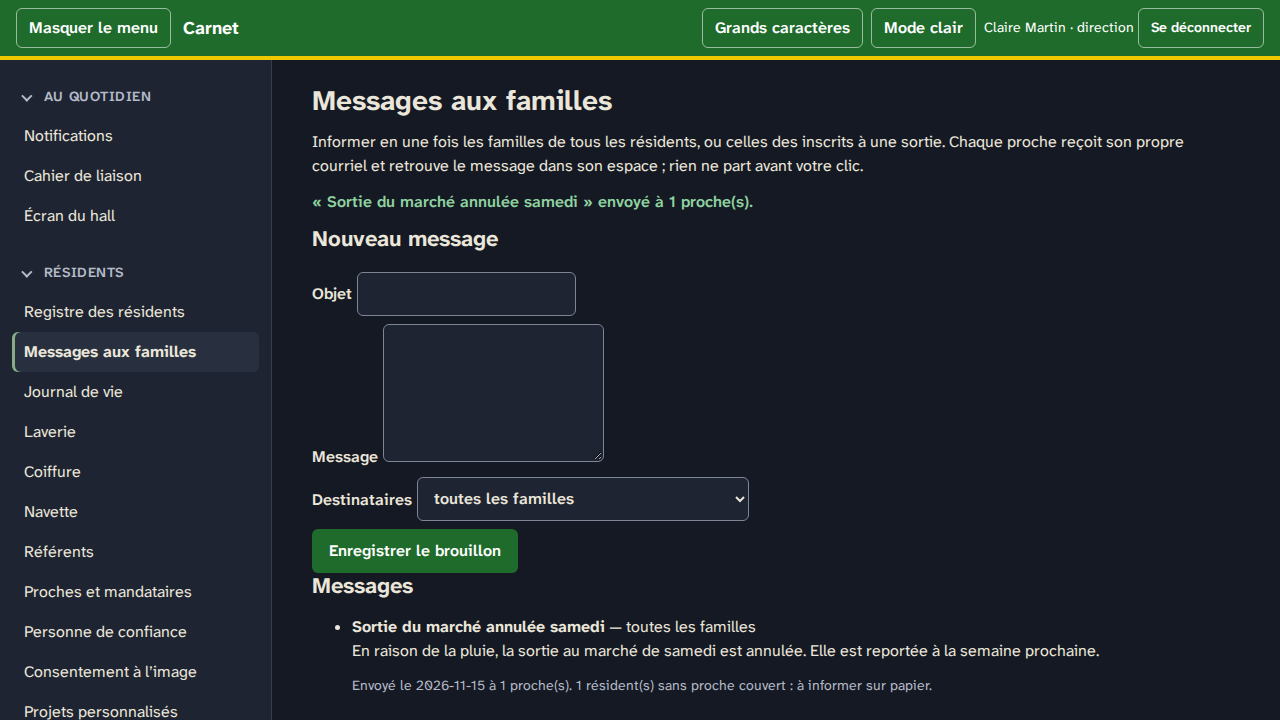 Masquer le menu
Carnet
Grands caractères
Mode clair
Claire Martin · direction
Se déconnecter
AU QUOTIDIEN
Notifications
Cahier de liaison
Écran du hall
RÉSIDENTS
Registre des résidents
Messages aux familles
Journal de vie
Laverie
Coiffure
Navette
Référents
Proches et mandataires
Personne de confiance
Consentement à l’image
Projets personnalisés
Messages aux familles
Informer en une fois les familles de tous les résidents, ou celles des inscrits à une sortie. Chaque proche reçoit son propre
courriel et retrouve le message dans son espace ; rien ne part avant votre clic.
« Sortie du marché annulée samedi » envoyé à 1 proche(s).
Nouveau message
Objet
Message
Destinataires
toutes les familles
Enregistrer le brouillon
Messages
• Sortie du marché annulée samedi — toutes les familles
En raison de la pluie, la sortie au marché de samedi est annulée. Elle est reportée à la semaine prochaine.
Envoyé le 2026-11-15 à 1 proche(s). 1 résident(s) sans proche couvert : à informer sur papier.